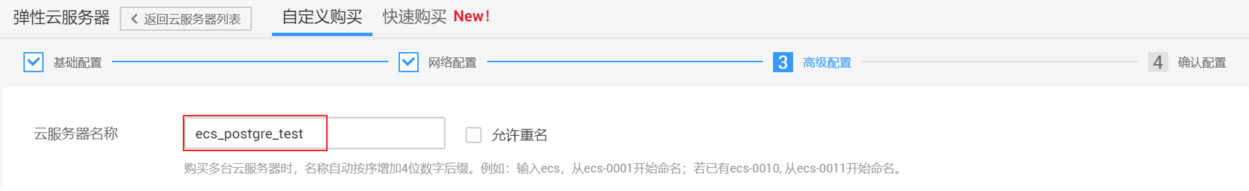 弹性云服务器 返回云服务器列表 自定义购买 快速购买 New!
基础配置 网络配置 3 高级配置 4 确认配置
云服务器名称 ecs_postgre_test 允许重名
购买多台云服务器时，名称自动按序增加4位数字后缀。例如：输入ecs，从ecs-0001开始命名；若已有ecs-0010, 从ecs-0011开始命名。